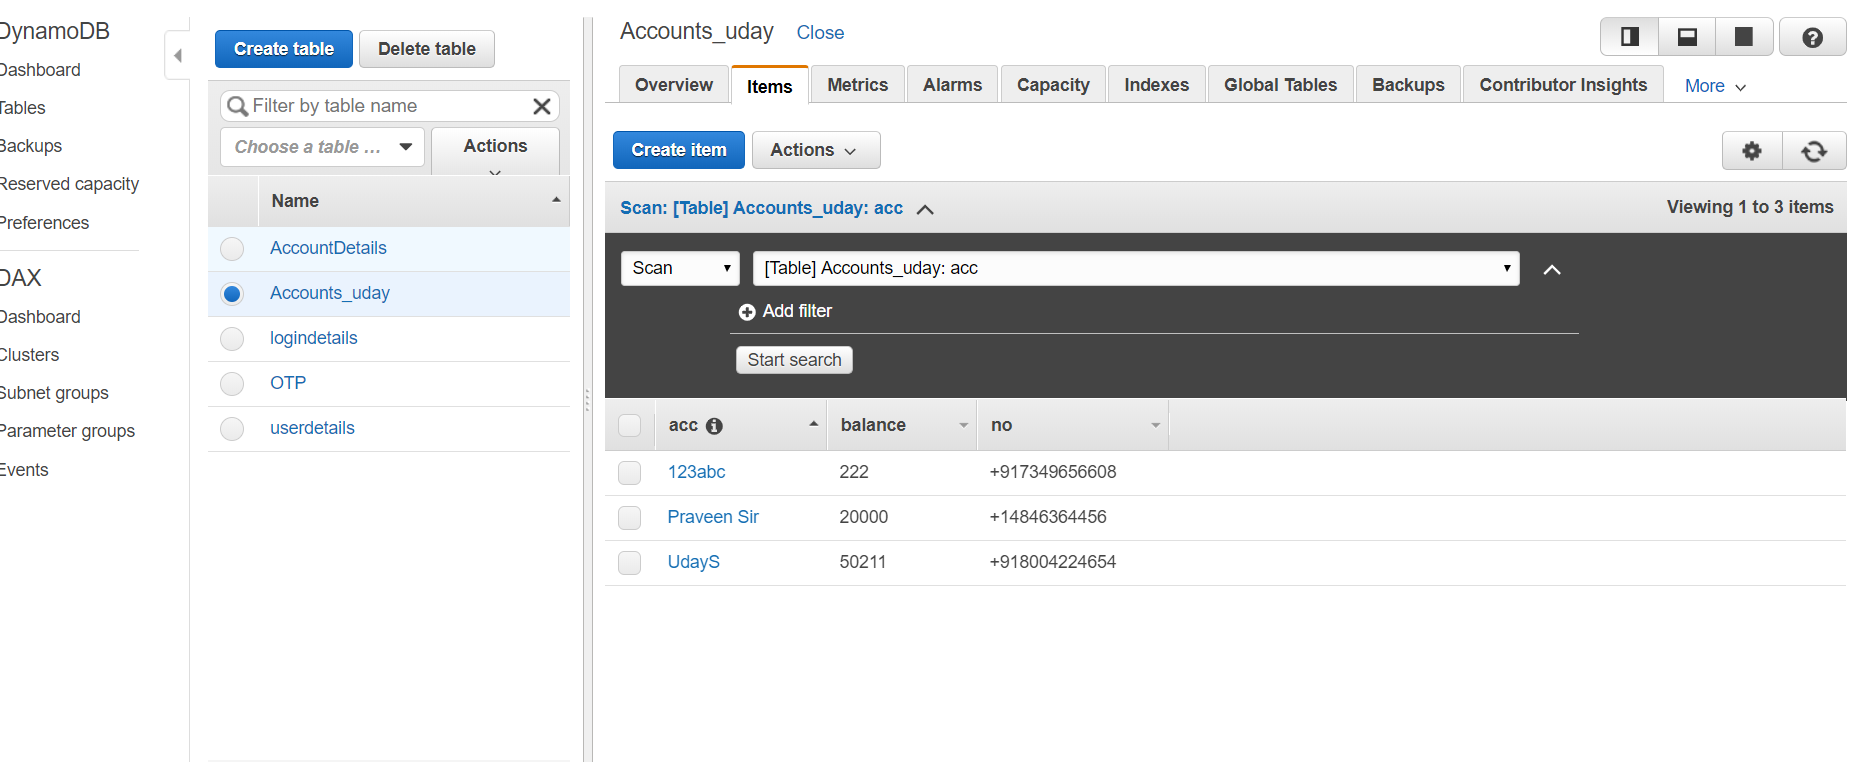 DynamoDB
Dashboard
Tables
Backups
Reserved capacity
Preferences
DAX
Dashboard
Clusters
Subnet groups
Parameter groups
Events
Create table Delete table
Filter by table name
Choose a table ... Actions
Name
AccountDetails
Accounts_uday
logindetails
OTP
userdetails
Accounts_uday Close
Overview Items Metrics Alarms Capacity Indexes Global Tables Backups Contributor Insights More
Create item Actions
Scan: [Table] Accounts_uday: acc Viewing 1 to 3 items
Scan [Table] Accounts_uday: acc
Add filter
Start search
acc balance no
123abc 222 +917349656608
Praveen Sir 20000 +14846364456
UdayS 50211 +918004224654